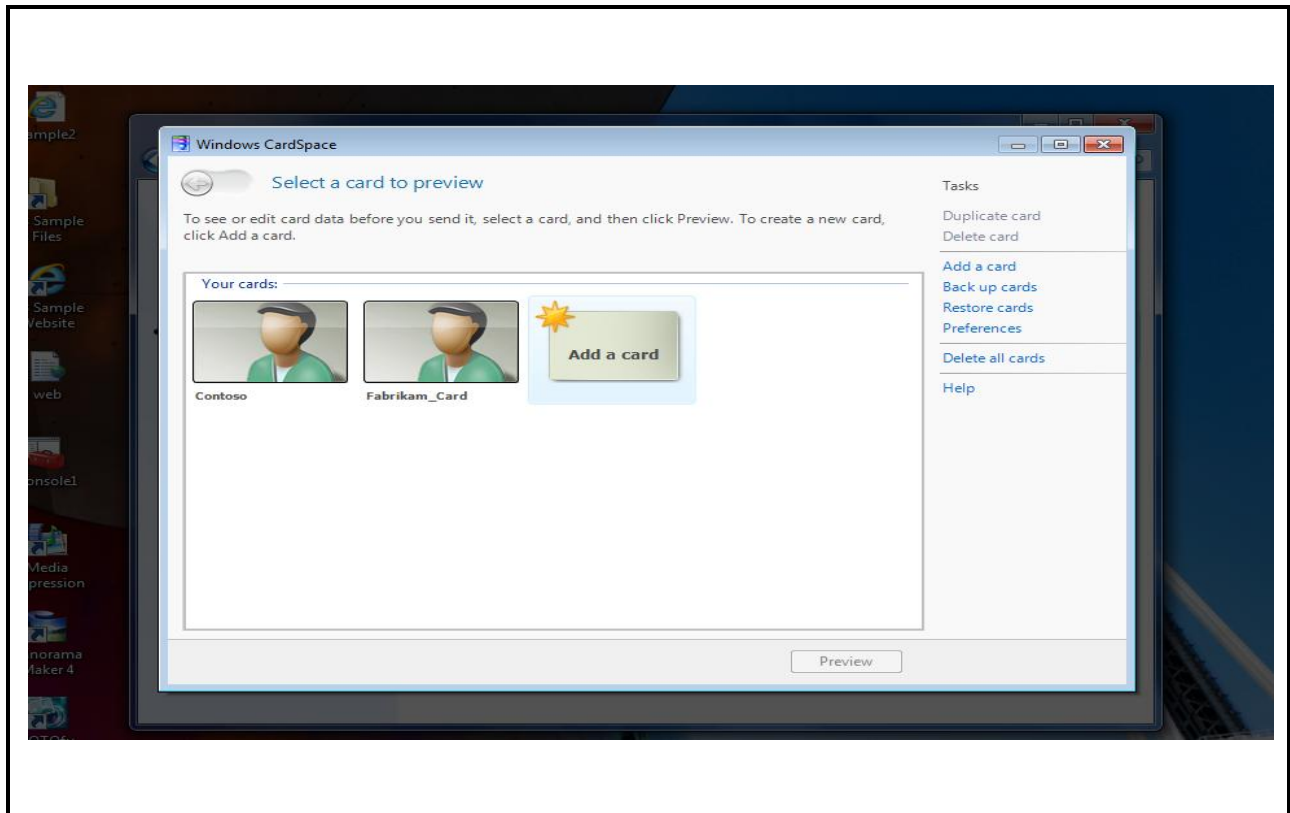 Windows CardSpace
Select a card to preview
To see or edit card data before you send it, select a card, and then click Preview. To create a new card,
click Add a card.
Your cards:
Add a card
Contoso
Fabrikam_Card
Preview
Tasks
Duplicate card
Delete card
Add a card
Back up cards
Restore cards
Preferences
Delete all cards
Help
ample2
Sample
Files
Sample
Website
web
onsole1
Media
pression
norama
Maker 4